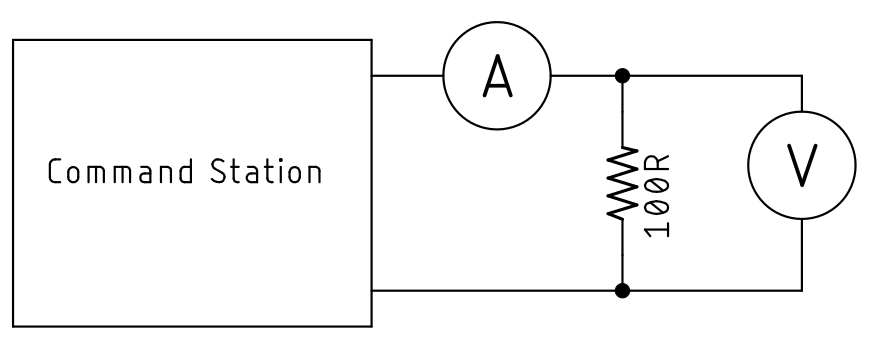 Command Station
A
100R
V